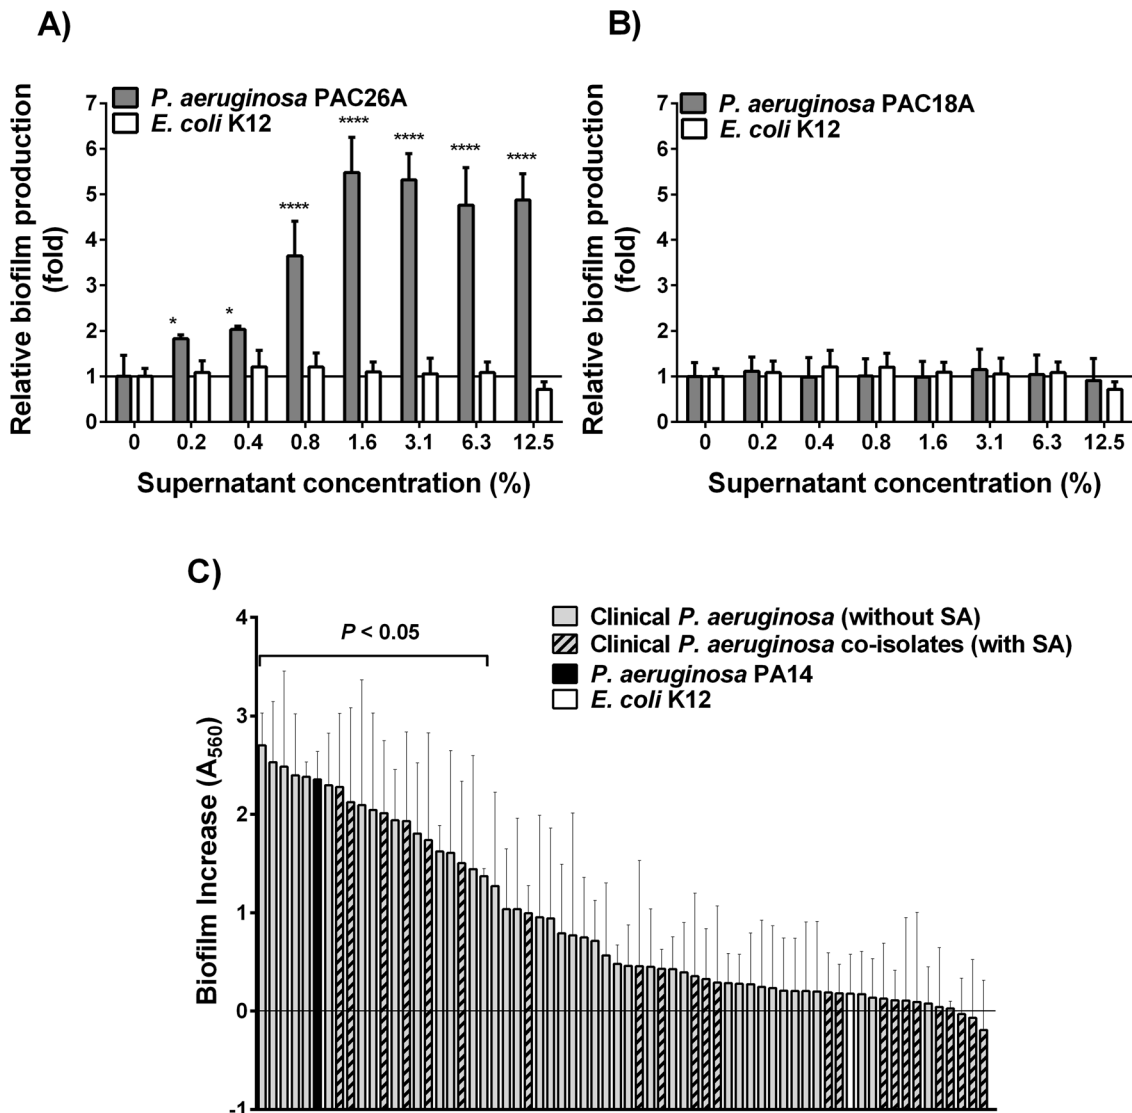 A)
P. aeruginosa PAC26A
E. coli K12
Relative biofilm production
(fold)
7
6
5
4
3
2
1
0
*
*
****
****
****
****
****
0 0.2 0.4 0.8 1.6 3.1 6.3 12.5
Supernatant concentration (%)
B)
P. aeruginosa PAC18A
E. coli K12
Relative biofilm production
(fold)
7
6
5
4
3
2
1
0
0 0.2 0.4 0.8 1.6 3.1 6.3 12.5
Supernatant concentration (%)
C)
Clinical P. aeruginosa (without SA)
Clinical P. aeruginosa co-isolates (with SA)
P. aeruginosa PA14
E. coli K12
P < 0.05
Biofilm Increase (A560)
4
3
2
1
0
-1